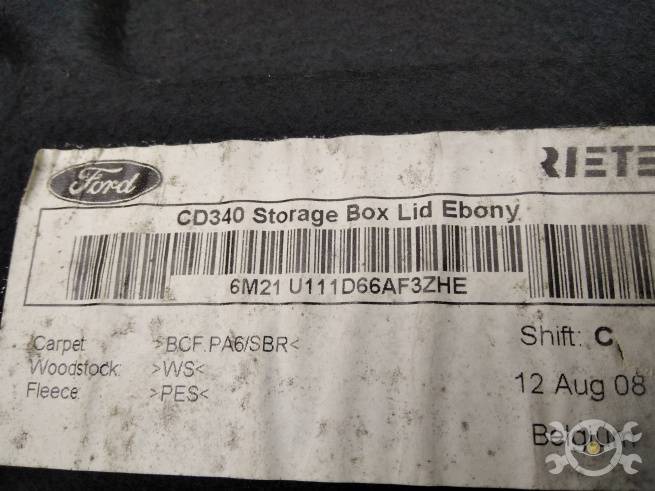 Ford
RIETE
CD340 Storage Box Lid Ebony
6M21 U111D66AF3ZHE
Carpet: >BCF.PA6/SBR<
Woodstock: >WS<
Fleece: >PES<
Shift: C
12 Aug 08
Belgium